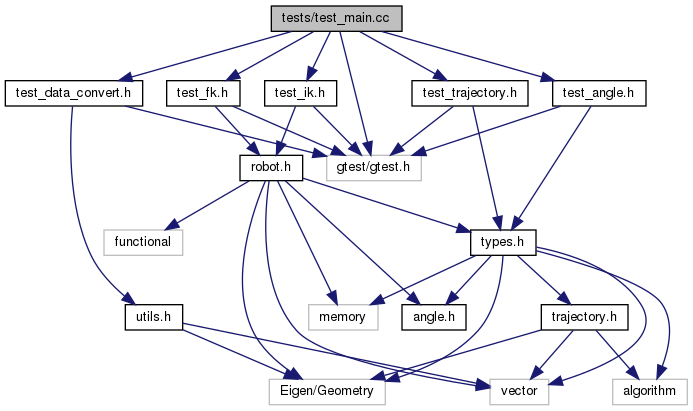 tests/test_main.cc
test_data_convert.h
test_fk.h
test_ik.h
test_trajectory.h
test_angle.h
robot.h
gtest/gtest.h
functional
types.h
utils.h
memory
angle.h
trajectory.h
Eigen/Geometry
vector
algorithm